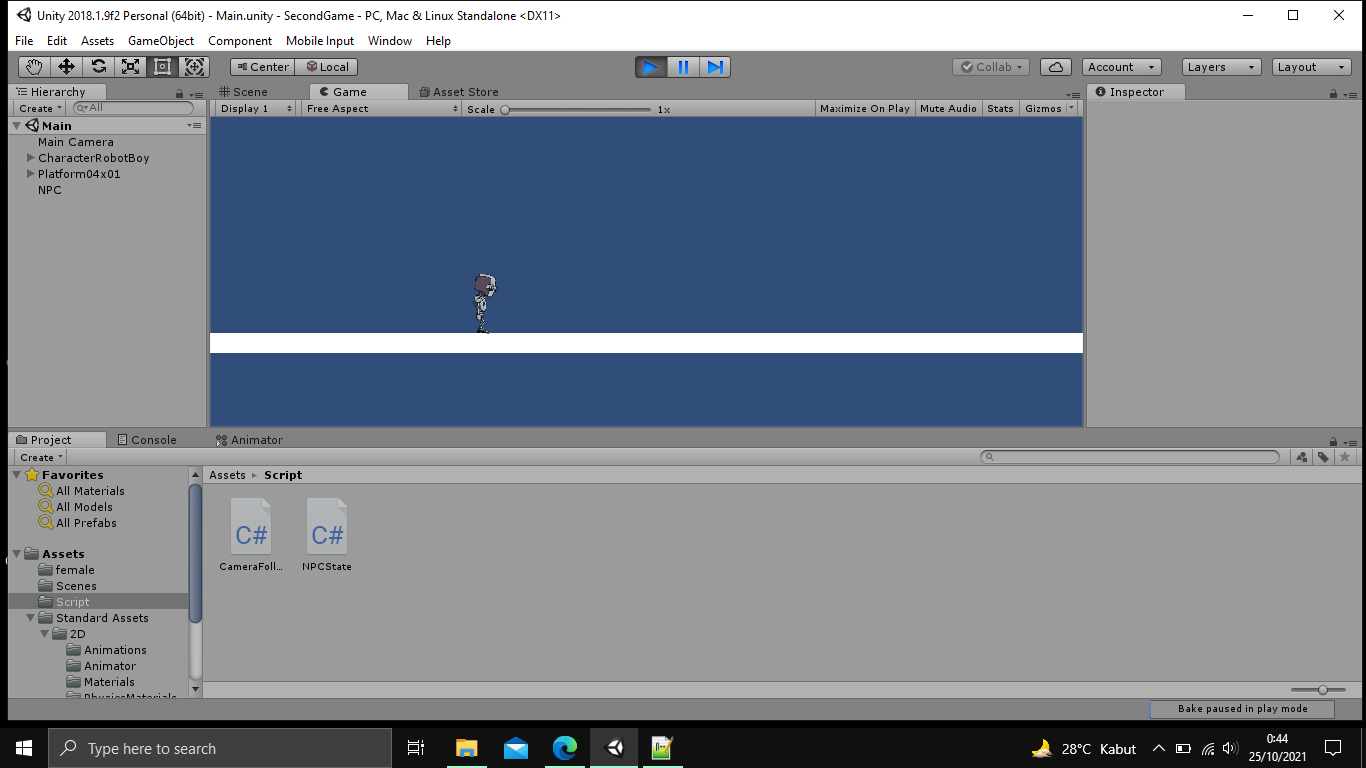 Unity 2018.1.9f2 Personal (64bit) - Main.unity - SecondGame - PC, Mac & Linux Standalone <DX11>
File Edit Assets GameObject Component Mobile Input Window Help
Center Local Collab Account Layers Layout
Hierarchy
Create All
Main
Main Camera
CharacterRobotBoy
Platform04x01
NPC
Scene Game Asset Store
Display 1 Free Aspect Scale 1x Maximize On Play Mute Audio Stats Gizmos
Inspector
Project Console Animator
Create
Favorites
All Materials
All Models
All Prefabs
Assets
female
Scenes
Script
Standard Assets
2D
Animations
Animator
Materials
PhysicsMaterials
Assets Script
C# C#
CameraFoll... NPCState
Bake paused in play mode
Type here to search
28°C Kabut
0:44
25/10/2021